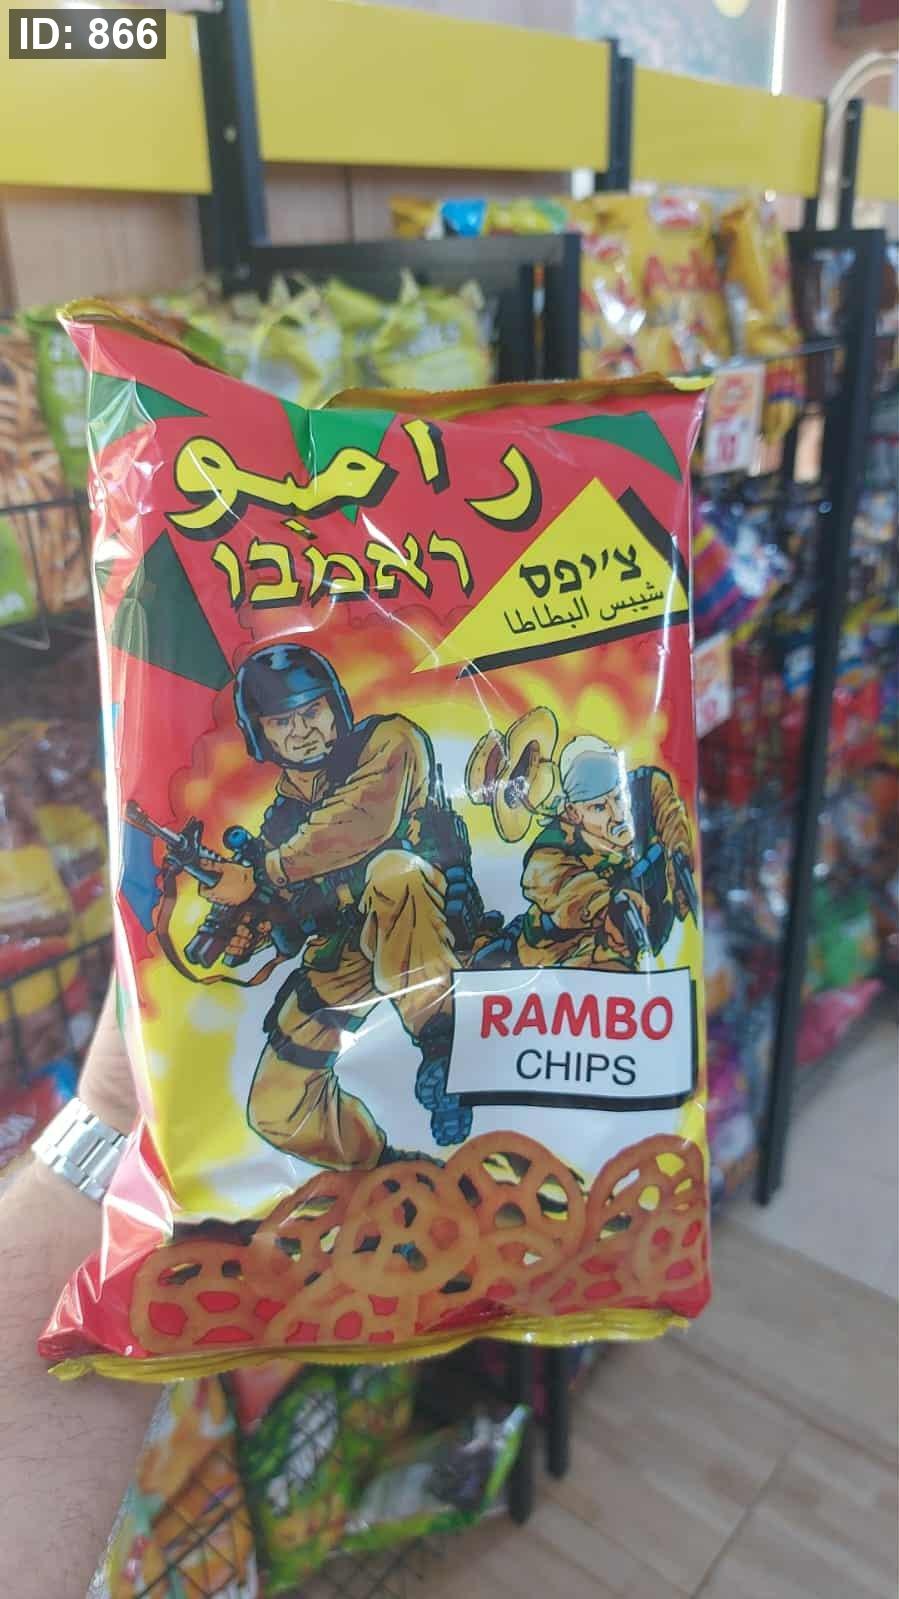 ID: 866
رامبو
ראמבו
צ'יפס
شيبس البطاطا
RAMBO
CHIPS